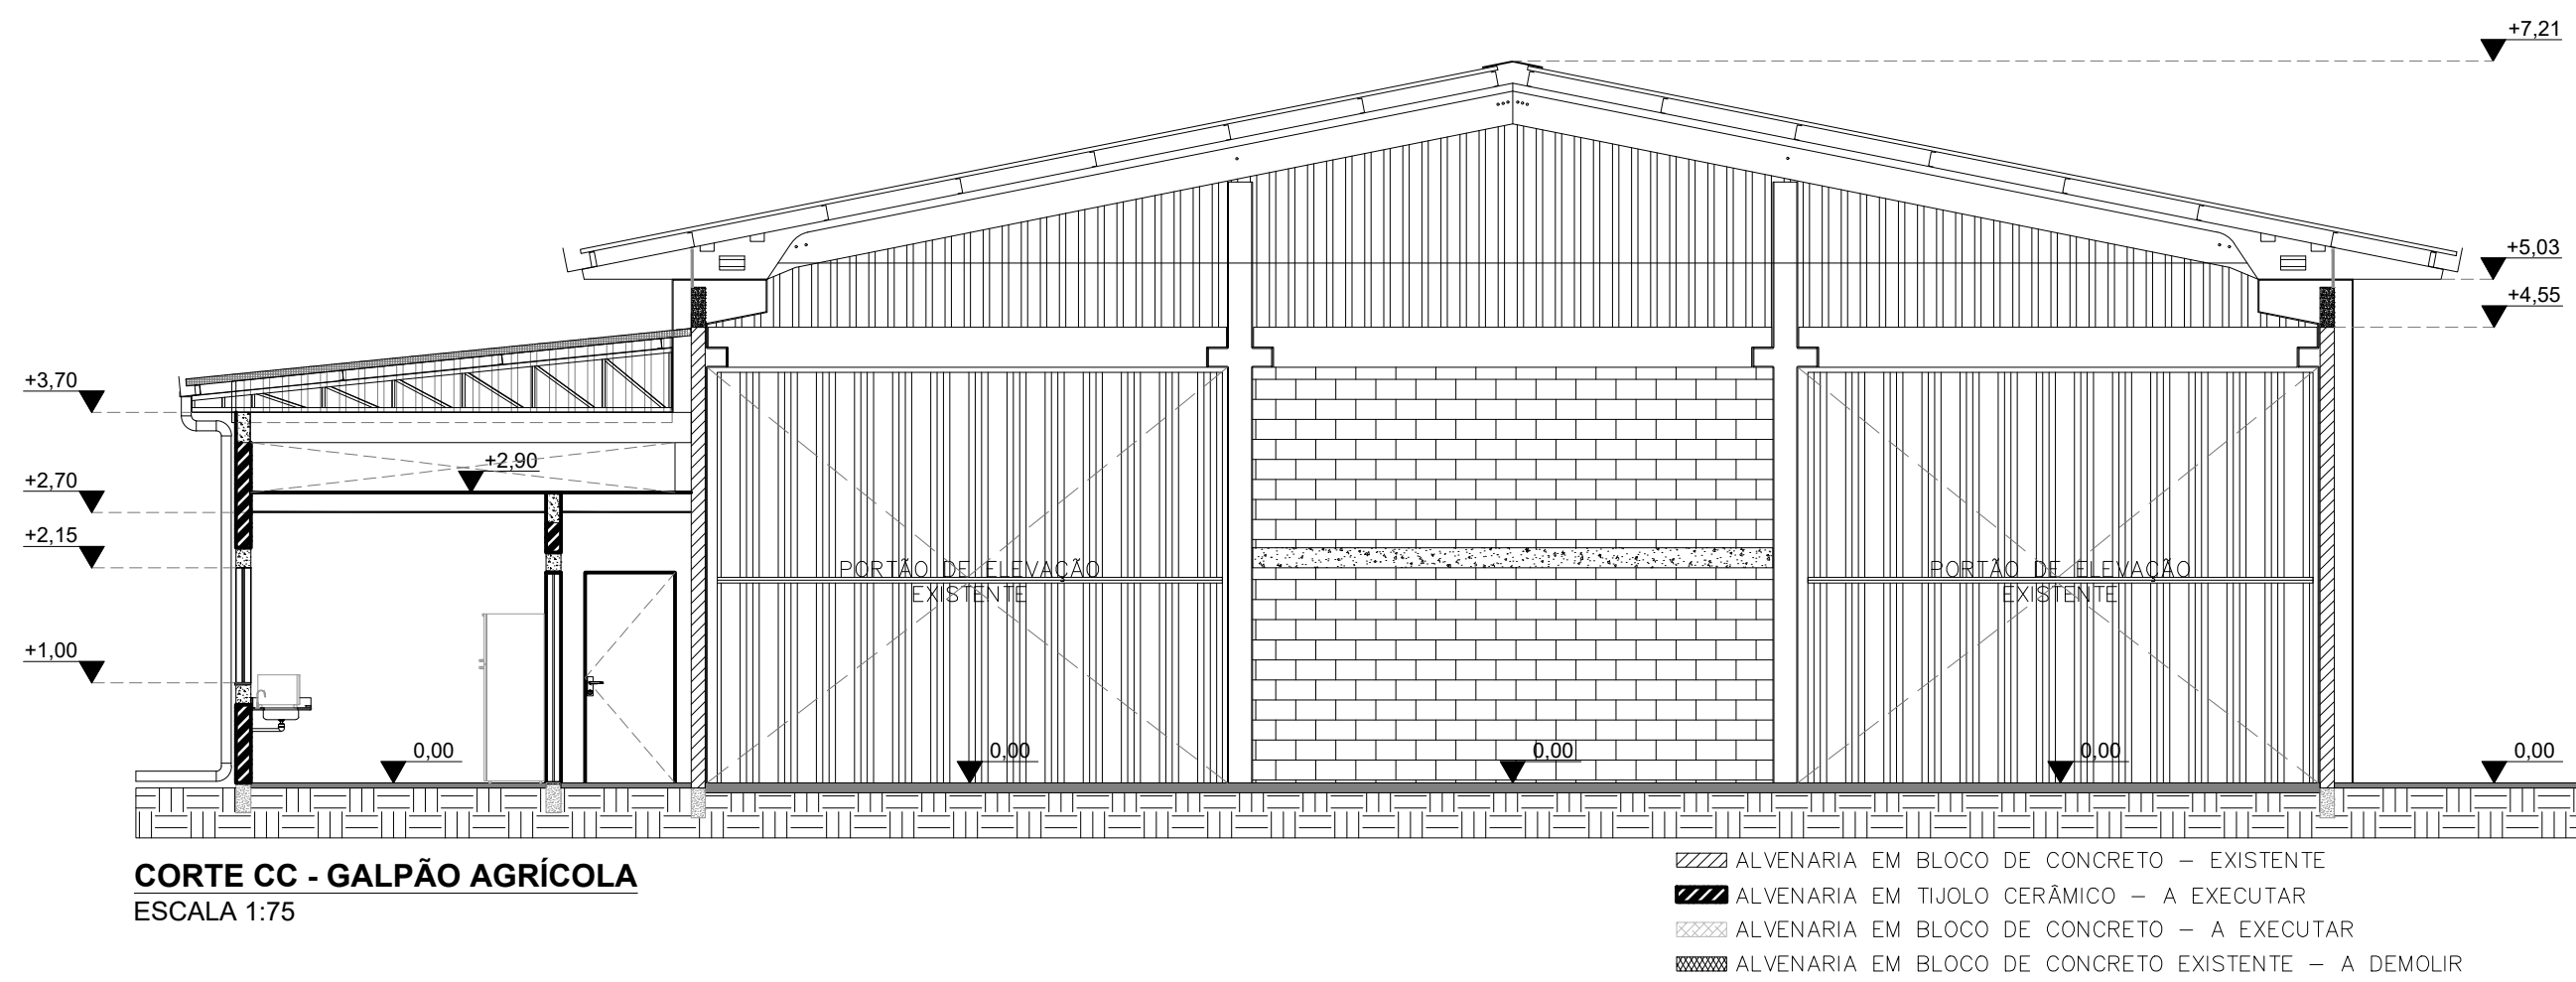 +7,21
+5,03
+4,55
+3,70
+2,90
+2,70
+2,15
PORTÃO DE ELEVAÇÃO
EXISTENTE
PORTÃO DE ELEVAÇÃO
EXISTENTE
+1,00
0,00
0,00
0,00
0,00
0,00
CORTE CC - GALPÃO AGRÍCOLA
ESCALA 1:75
ALVENARIA EM BLOCO DE CONCRETO – EXISTENTE
ALVENARIA EM TIJOLO CERÂMICO – A EXECUTAR
ALVENARIA EM BLOCO DE CONCRETO – A EXECUTAR
ALVENARIA EM BLOCO DE CONCRETO EXISTENTE – A DEMOLIR